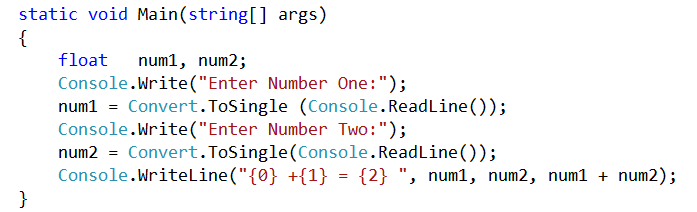 static void Main(string[] args)
{
float   num1, num2;
Console.Write("Enter Number One:");
num1 = Convert.ToSingle (Console.ReadLine());
Console.Write("Enter Number Two:");
num2 = Convert.ToSingle(Console.ReadLine());
Console.WriteLine("{0} +{1} = {2} ", num1, num2, num1 + num2);
}